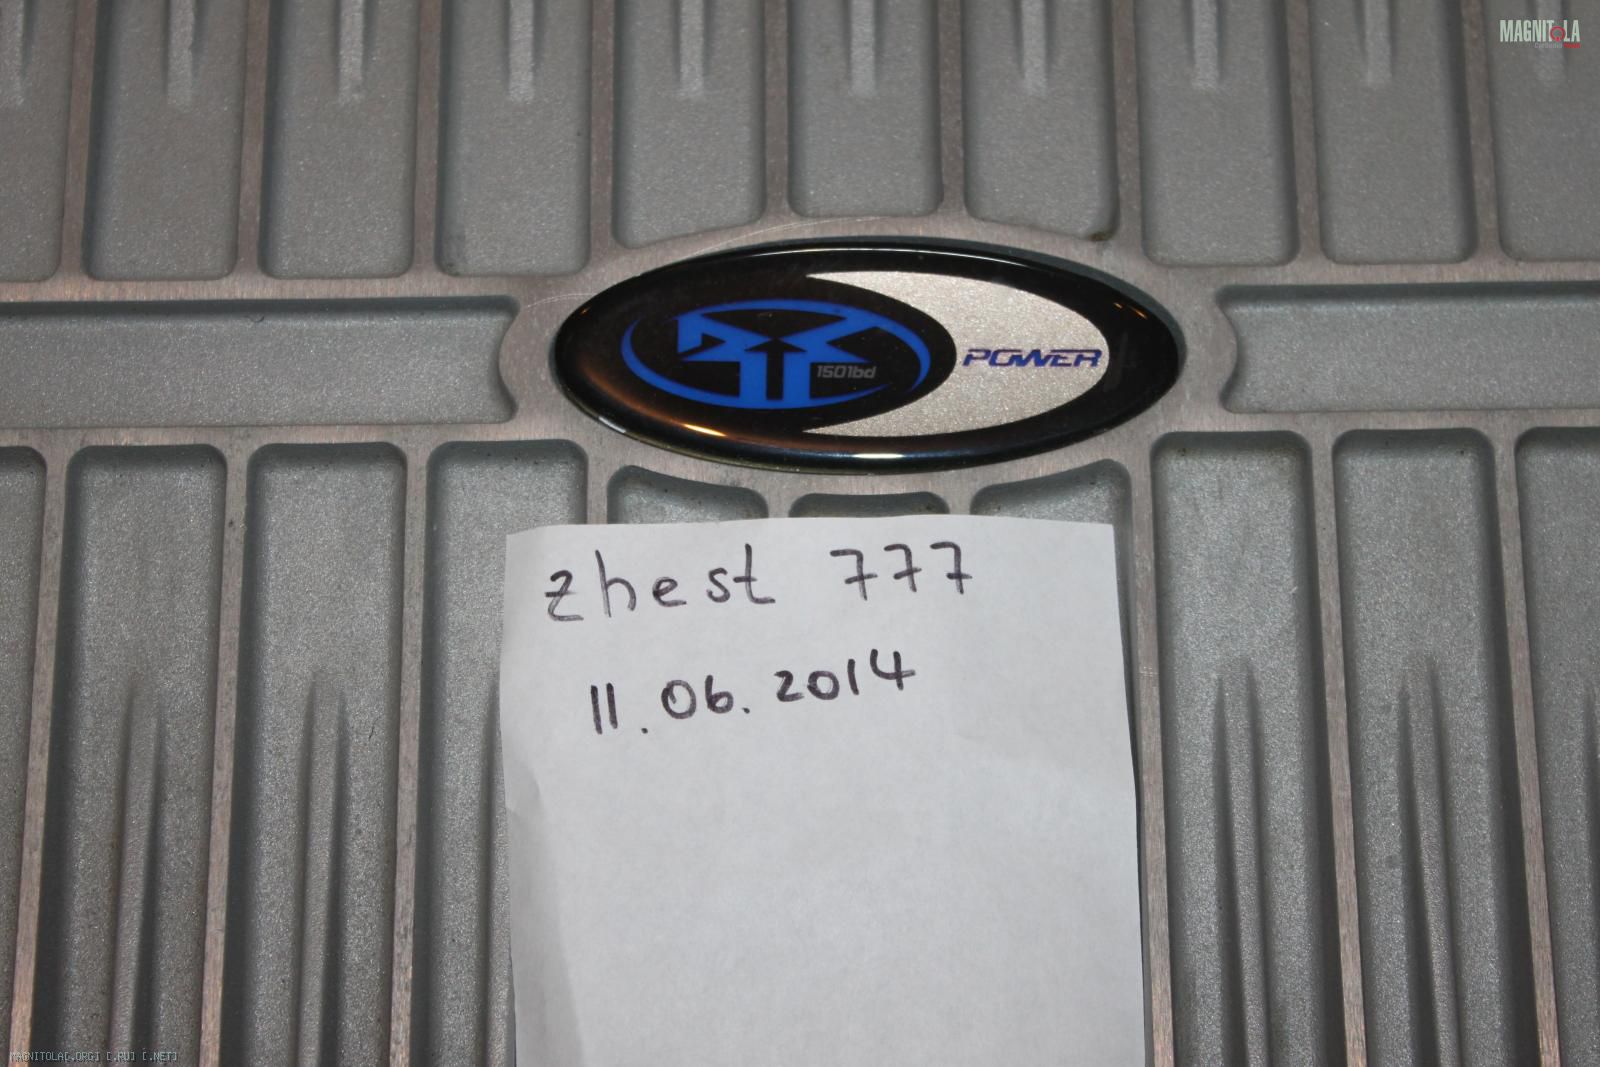 MAGNITOLA
1501bd
POWER
zhest 777
11.06.2014
MAGNITOLA[.ORG] [.RU] [.NET]